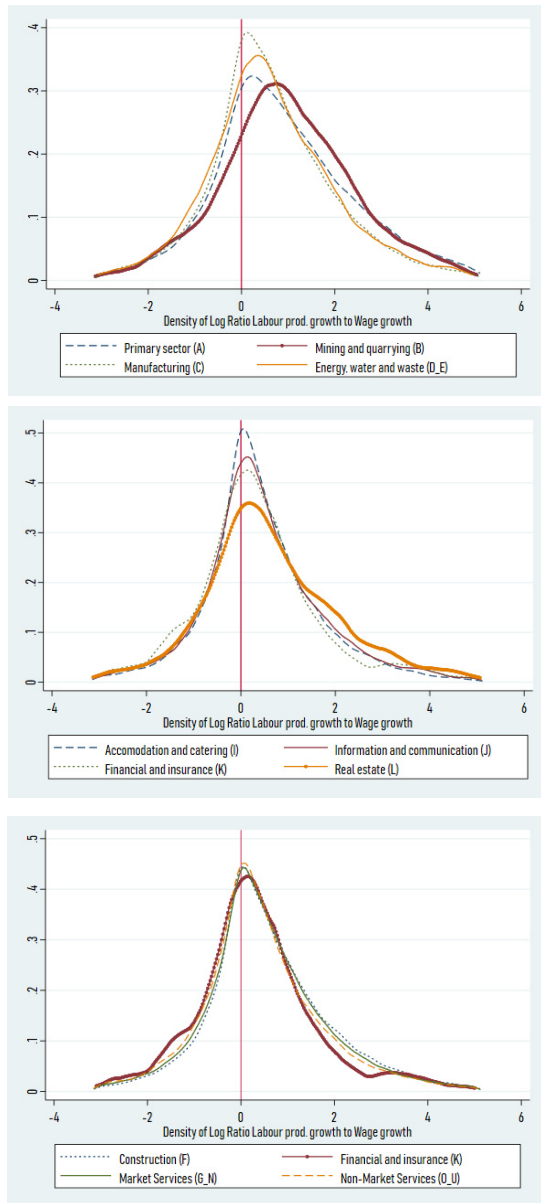 .4
.3
.2
.1
0
-4 -2 0 2 4 6
Density of Log Ratio Labour prod. growth to Wage growth
Primary sector (A) Mining and quarrying (B)
Manufacturing (C) Energy, water and waste (D_E)
.5
.4
.3
.2
.1
0
-4 -2 0 2 4 6
Density of Log Ratio Labour prod. growth to Wage growth
Accomodation and catering (I) Information and communication (J)
Financial and insurance (K) Real estate (L)
.5
.4
.3
.2
.1
0
-4 -2 0 2 4 6
Density of Log Ratio Labour prod. growth to Wage growth
Construction (F) Financial and insurance (K)
Market Services (G_N) Non-Market Services (O_U)